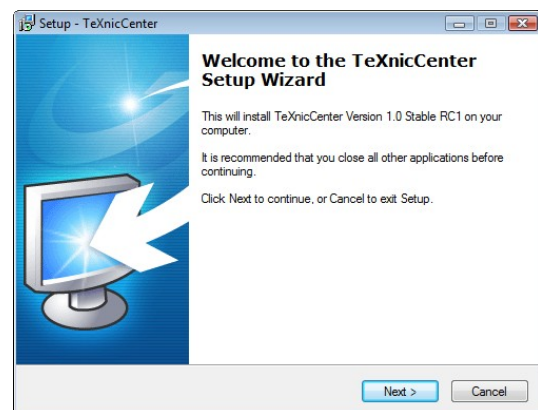 Setup - TeXnicCenter
Welcome to the TeXnicCenter
Setup Wizard
This will install TeXnicCenter Version 1.0 Stable RC1 on your
computer.
It is recommended that you close all other applications before
continuing.
Click Next to continue, or Cancel to exit Setup.
Next >
Cancel